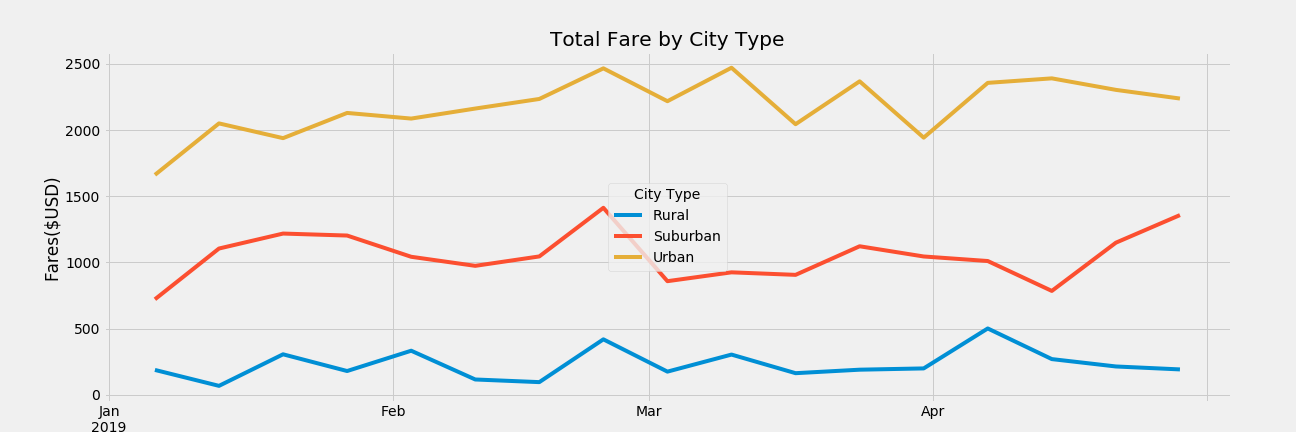 Total Fare by City Type
Fares($USD)
2500
2000
1500
1000
500
0
City Type
Rural
Suburban
Urban
Jan Feb Mar Apr
2019